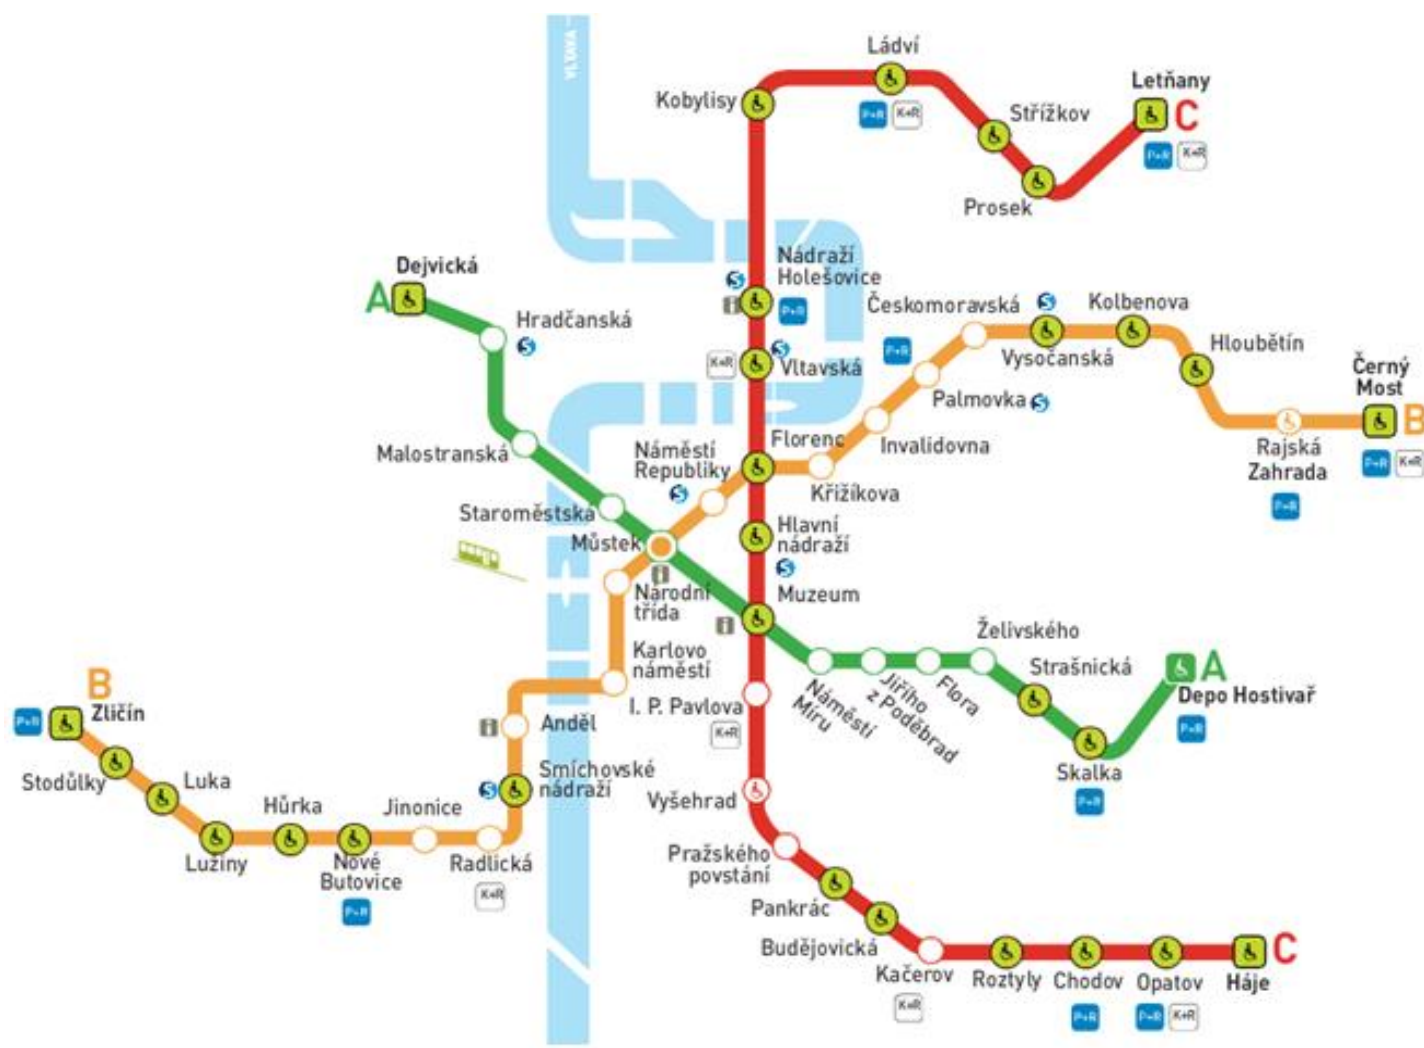 VLTAVA
Ládví
Kobylisy
P+R
K+R
Střížkov
Letňany
C
P+R
K+R
Prosek
Dejvická
A
Hradčanská
S
Nádraží
Holešovice
S
i
P+R
Českomoravská
P+R
S
Kolbenova
Vysočanská
Hloubětín
K+R
S
Vltavská
Palmovka
S
Černý
Most
B
P+R
K+R
Malostranská
Náměstí
Republiky
S
Florenc
Invalidovna
Křižíkova
Rajská
Zahrada
P+R
Staroměstská
Můstek
i
Hlavní
nádraží
S
Národní
třída
Muzeum
i
Karlovo
náměstí
Želivského
Strašnická
A
Depo Hostivař
P+R
B
Zličín
P+R
I. P. Pavlova
K+R
Náměstí
Míru
Jiřího
z Poděbrad
Flora
i
Anděl
Skalka
P+R
Stodůlky
Luka
Hůrka
Jinonice
S
Smíchovské
nádraží
Vyšehrad
Lužiny
Nové
Butovice
P+R
Radlická
K+R
Pražského
povstání
Pankrác
Budějovická
Kačerov
K+R
Roztyly
Chodov
P+R
Opatov
P+R
K+R
Háje
C